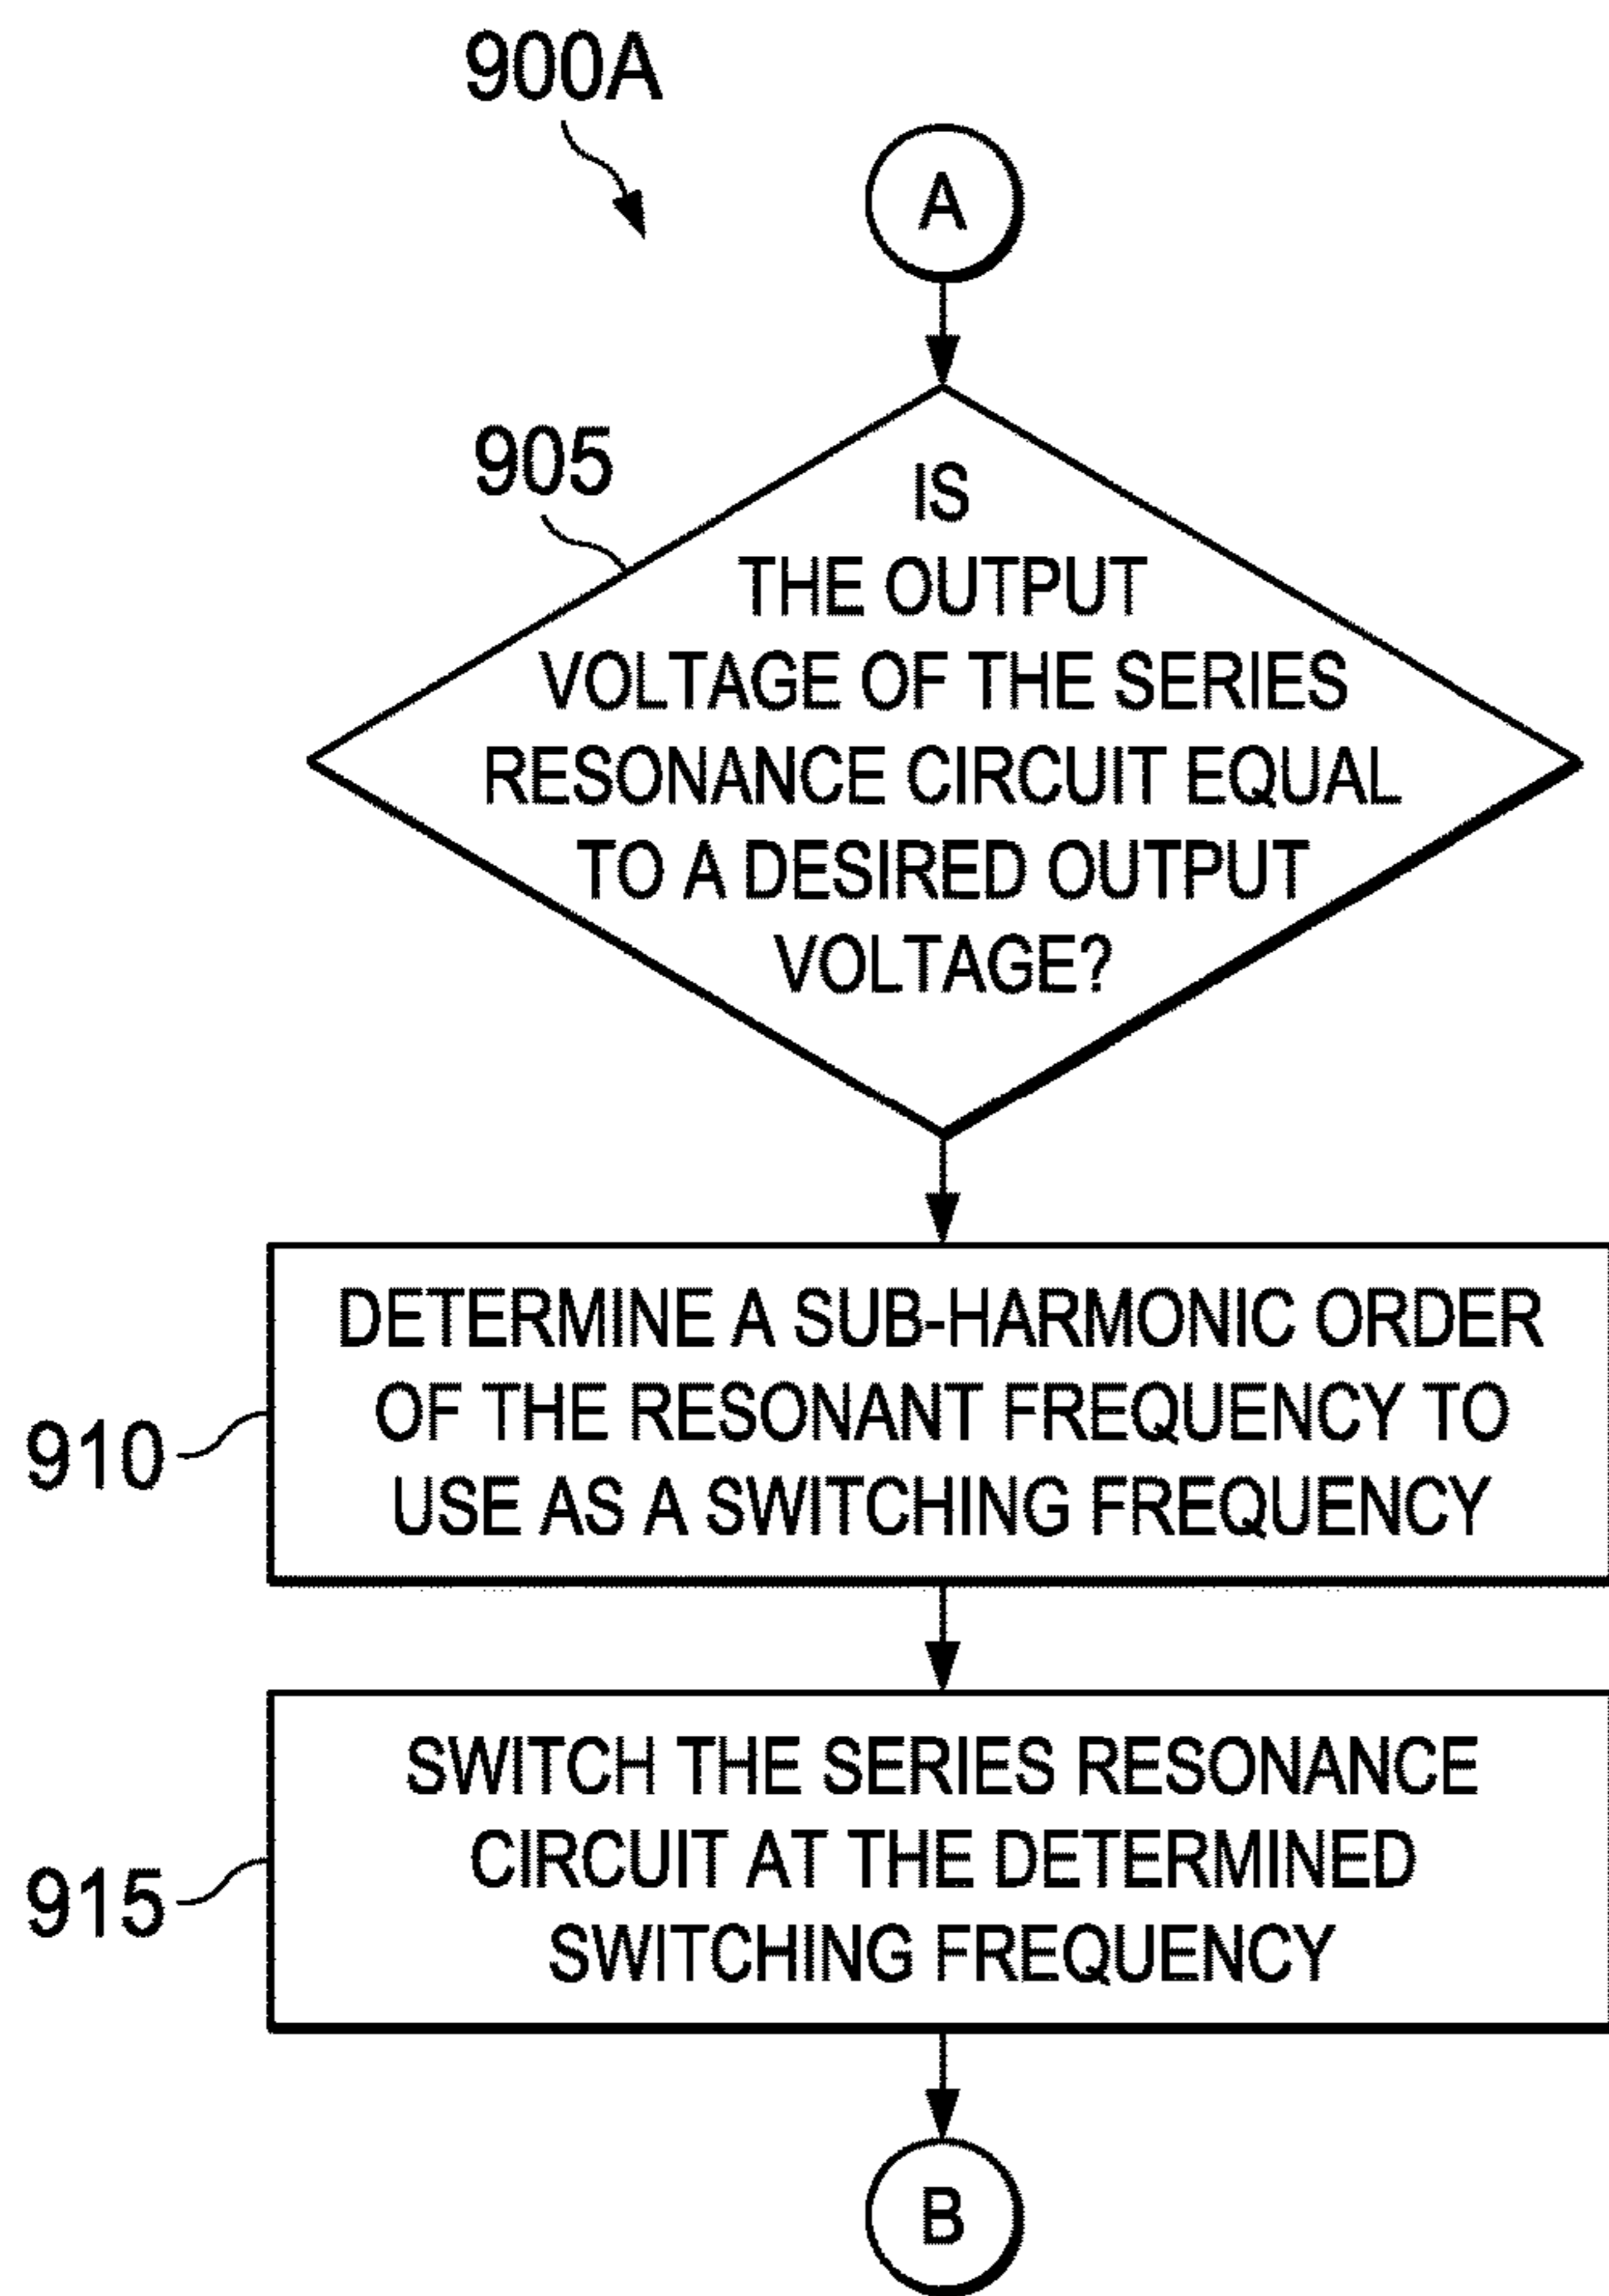 900A
A
905
IS
THE OUTPUT
VOLTAGE OF THE SERIES
RESONANCE CIRCUIT EQUAL
TO A DESIRED OUTPUT
VOLTAGE?
DETERMINE A SUB-HARMONIC ORDER
OF THE RESONANT FREQUENCY TO
USE AS A SWITCHING FREQUENCY
910
SWITCH THE SERIES RESONANCE
CIRCUIT AT THE DETERMINED
SWITCHING FREQUENCY
915
B